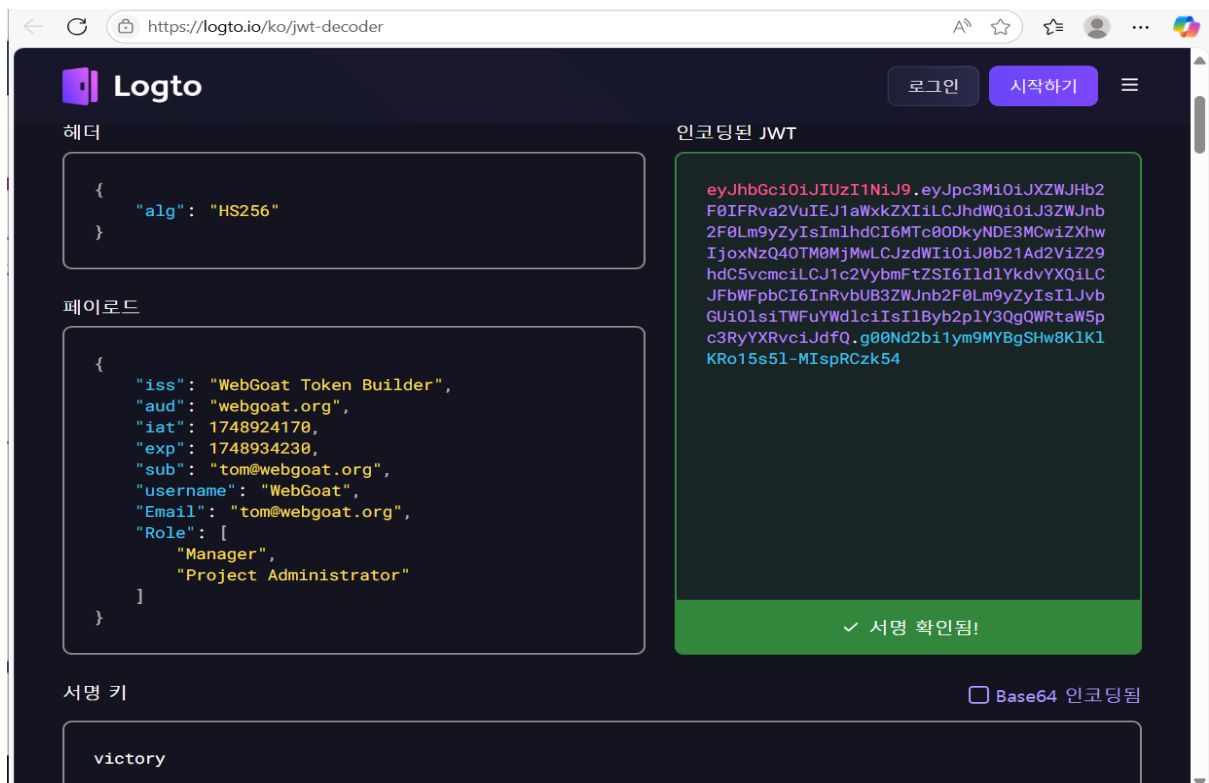 https://logto.io/ko/jwt-decoder
Logto
로그인
시작하기
헤더
{
"alg": "HS256"
}
페이로드
{
"iss": "WebGoat Token Builder",
"aud": "webgoat.org",
"iat": 1748924170,
"exp": 1748934230,
"sub": "tom@webgoat.org",
"username": "WebGoat",
"Email": "tom@webgoat.org",
"Role": [
"Manager",
"Project Administrator"
]
}
인코딩된 JWT
eyJhbGciOiJIUzI1NiJ9.eyJpc3MiOiJXZWJHb2
F0IFRva2VuIEJ1aWxkZXIiLCJhdWQiOiJ3ZWJnb
2F0Lm9yZyIsImlhdCI6MTc0ODkyNDE3MCwiZXhw
IjoxNzQ4OTM0MjMwLCJzdWIiOiJ0b21Ad2ViZ29
hdC5vcmciLCJ1c2VybmFtZSI6IldlYkdvYXQiLC
JFbWFpbCI6InRvbUB3ZWJnb2F0Lm9yZyIsIlJvb
GUiOlsiTWFuYWdlciIsIlByb2plY3QgQWRtaW5p
c3RyYXRvciJdfQ.g00Nd2bi1ym9MYBgSHw8KlKl
KRo15s5l-MIspRCzk54
✓ 서명 확인됨!
서명 키
Base64 인코딩됨
victory